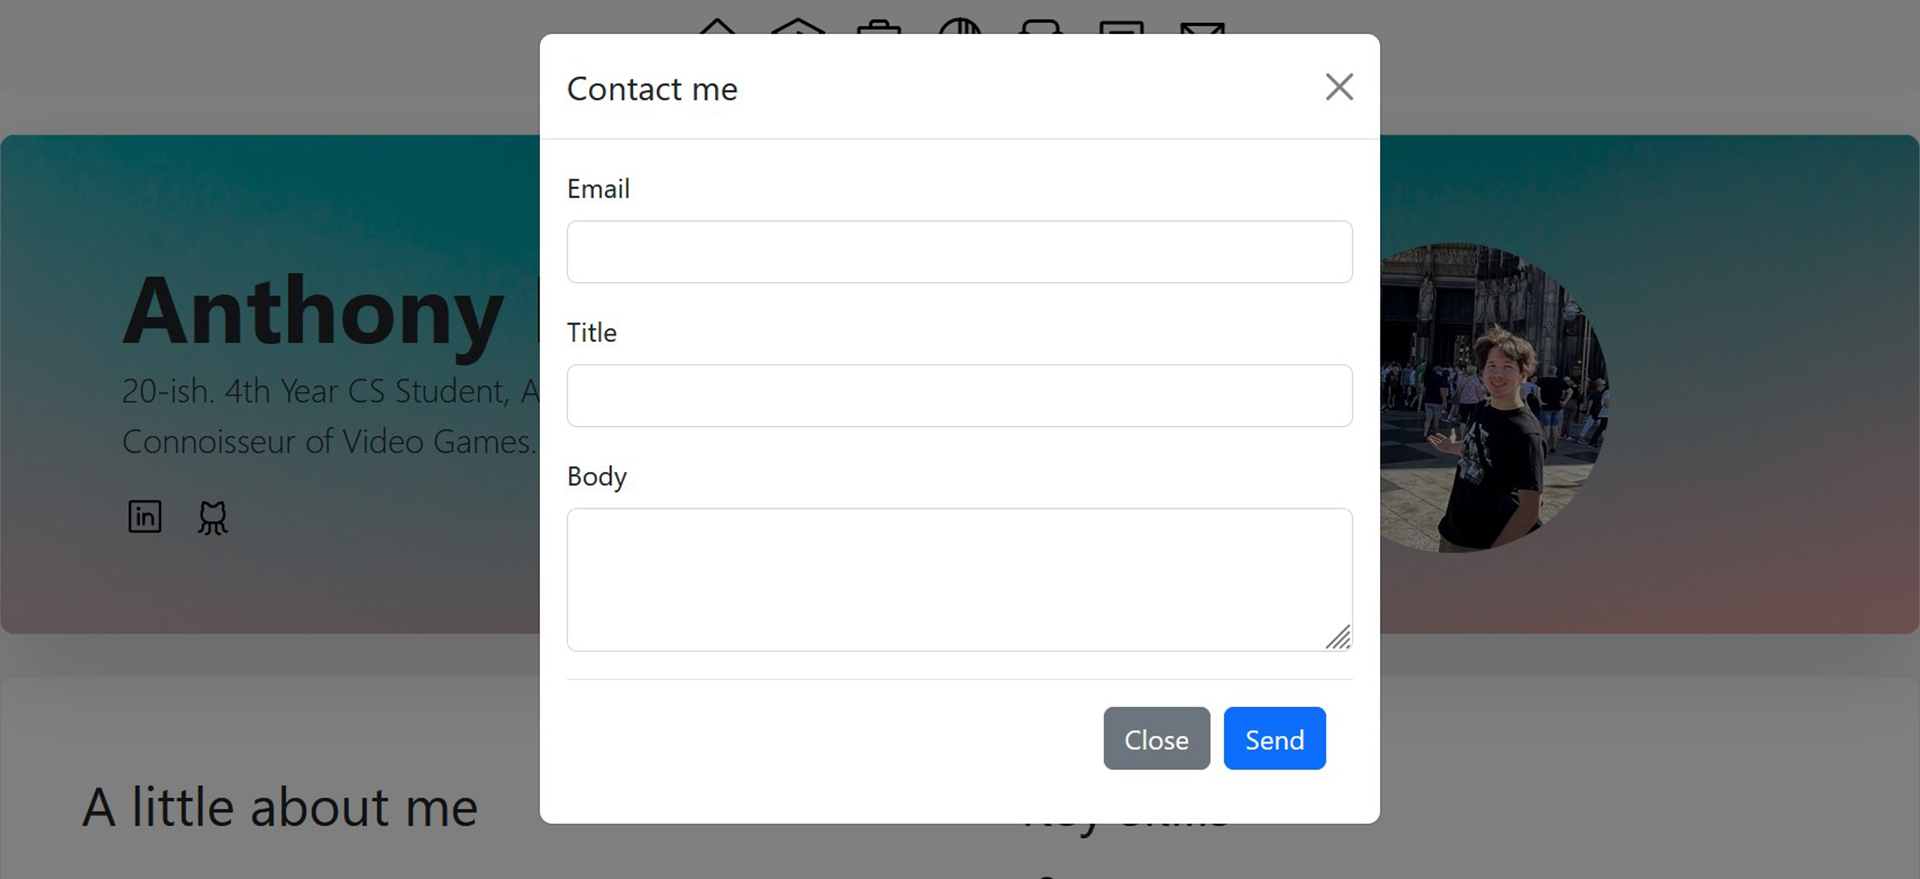 Contact me
Email
Title
Body
Close
Send
Anthony
20-ish. 4th Year CS Student,
Connoisseur of Video Games.
in
A little about me